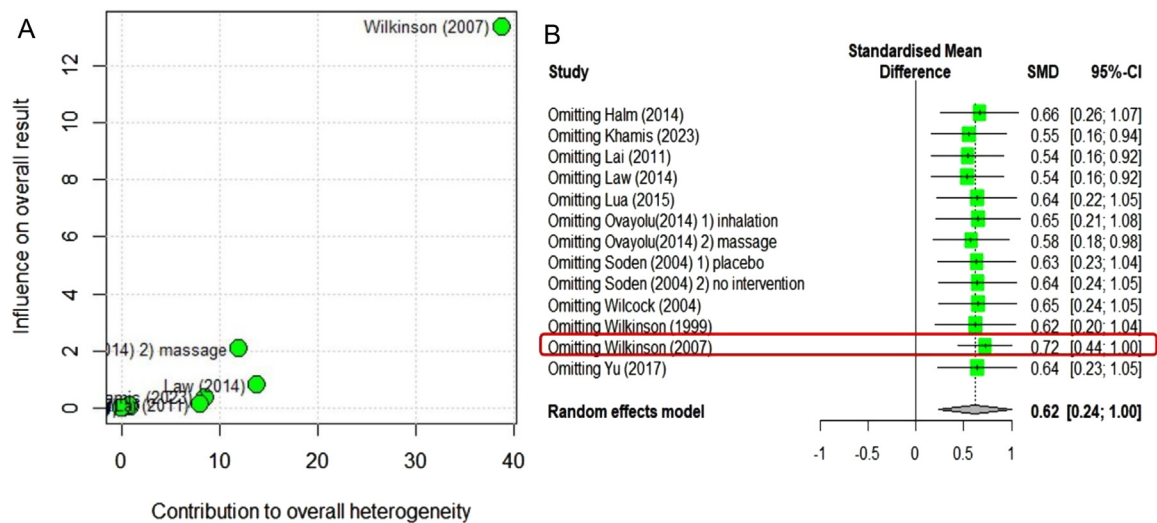 A
Wilkinson (2007)
014) 2) massage
Law (2014)
amis (2023)
Lai (2011)
0
2
4
6
8
10
12
Influence on overall result
0 10 20 30 40
Contribution to overall heterogeneity
B
Standardised Mean
Study Difference SMD 95%-CI
Omitting Halm (2014) 0.66 [0.26; 1.07]
Omitting Khamis (2023) 0.55 [0.16; 0.94]
Omitting Lai (2011) 0.54 [0.16; 0.92]
Omitting Law (2014) 0.54 [0.16; 0.92]
Omitting Lua (2015) 0.64 [0.22; 1.05]
Omitting Ovayolu(2014) 1) inhalation 0.65 [0.21; 1.08]
Omitting Ovayolu(2014) 2) massage 0.58 [0.18; 0.98]
Omitting Soden (2004) 1) placebo 0.63 [0.23; 1.04]
Omitting Soden (2004) 2) no intervention 0.64 [0.24; 1.05]
Omitting Wilcock (2004) 0.65 [0.24; 1.05]
Omitting Wilkinson (1999) 0.62 [0.20; 1.04]
Omitting Wilkinson (2007) 0.72 [0.44; 1.00]
Omitting Yu (2017) 0.64 [0.23; 1.05]
Random effects model 0.62 [0.24; 1.00]
-1 -0.5 0 0.5 1